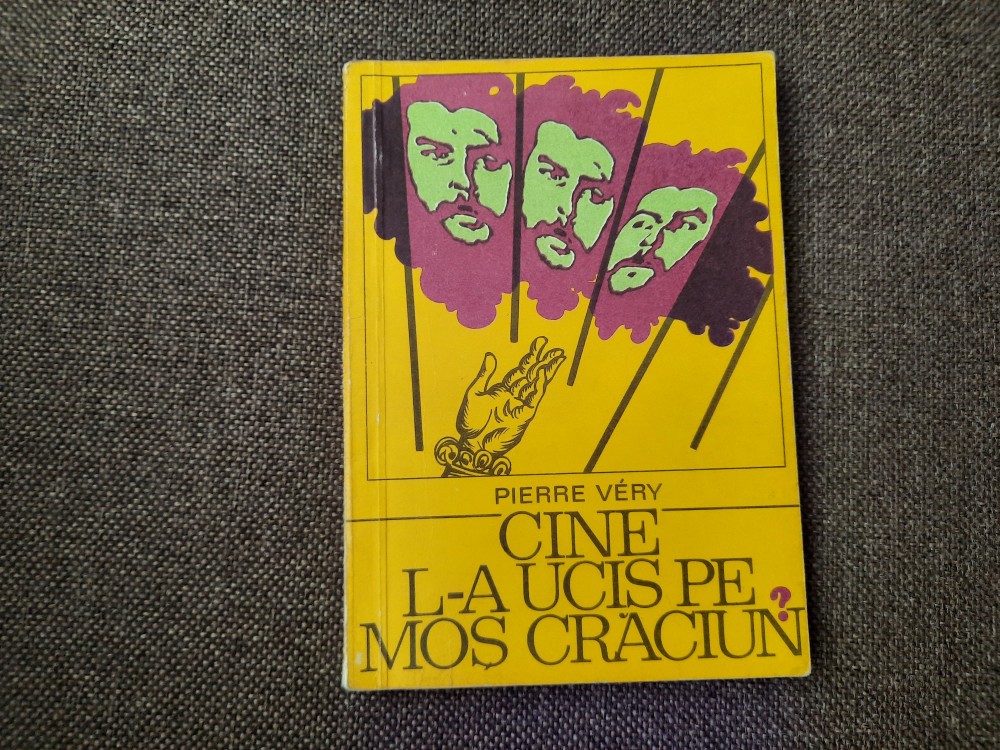 PIERRE VÉRY
CINE
L-A UCIS PE
MOȘ CRĂCIUN?